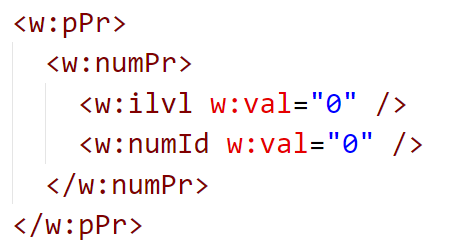 <w:pPr>
<w:numPr>
<w:ilvl w:val="0" />
<w:numId w:val="0" />
</w:numPr>
</w:pPr>